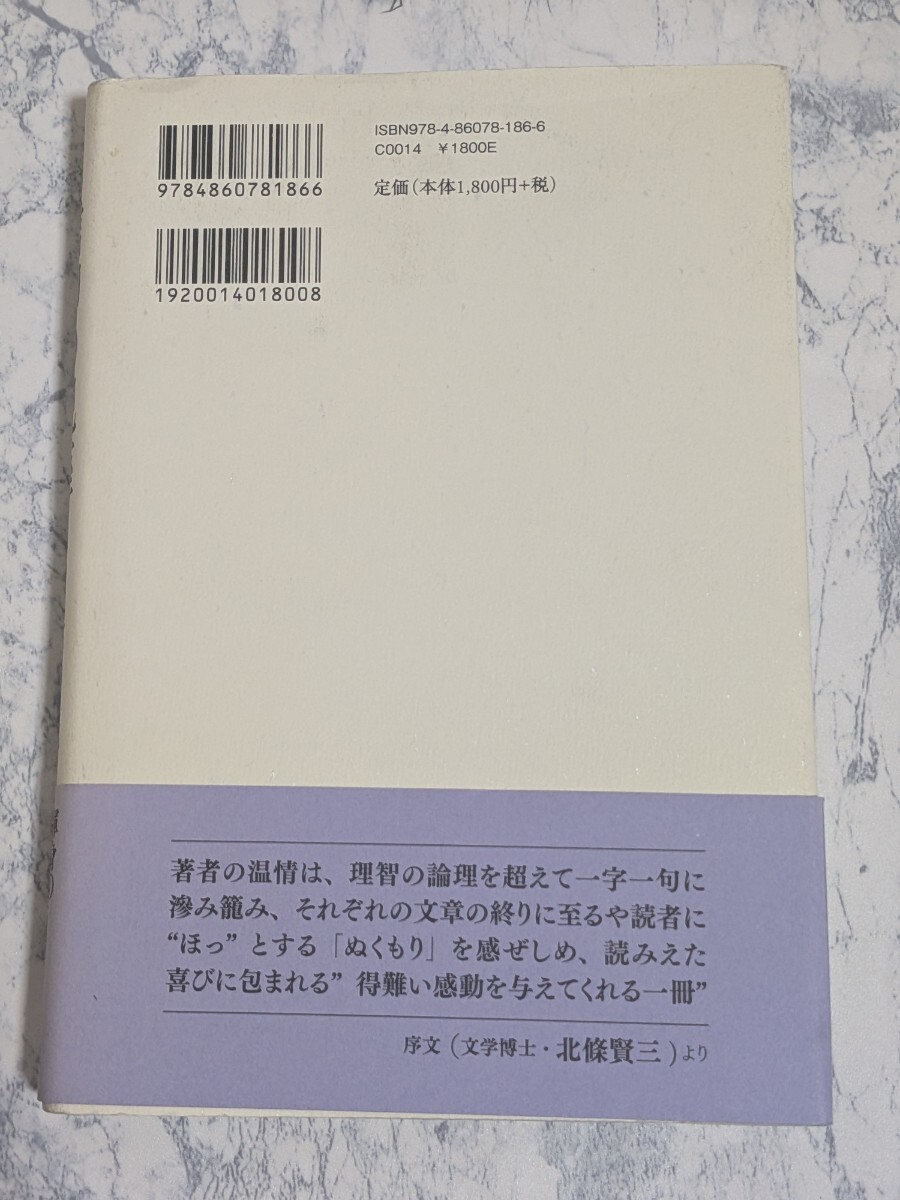 ISBN978-4-86078-186-6
C0014 ¥1800E
9784860781866
定価(本体1,800円+税)
1920014018008
著者の温情は、理智の論理を超えて一字一句に
滲み籠み、それぞれの文章の終りに至るや読者に
“ほっ”とする「ぬくもり」を感ぜしめ、読みえた
喜びに包まれる”得難い感動を与えてくれる一冊”
序文(文学博士・北條賢三)より